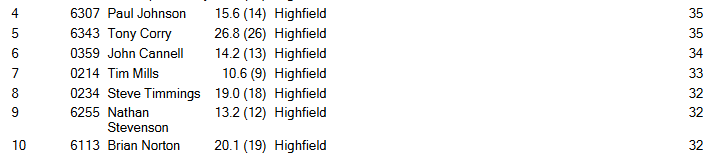 4 6307 Paul Johnson 15.6 (14) Highfield 35
5 6343 Tony Corry 26.8 (26) Highfield 35
6 0359 John Cannell 14.2 (13) Highfield 34
7 0214 Tim Mills 10.6 (9) Highfield 33
8 0234 Steve Timmings 19.0 (18) Highfield 32
9 6255 Nathan 13.2 (12) Highfield 32
Stevenson
10 6113 Brian Norton 20.1 (19) Highfield 32